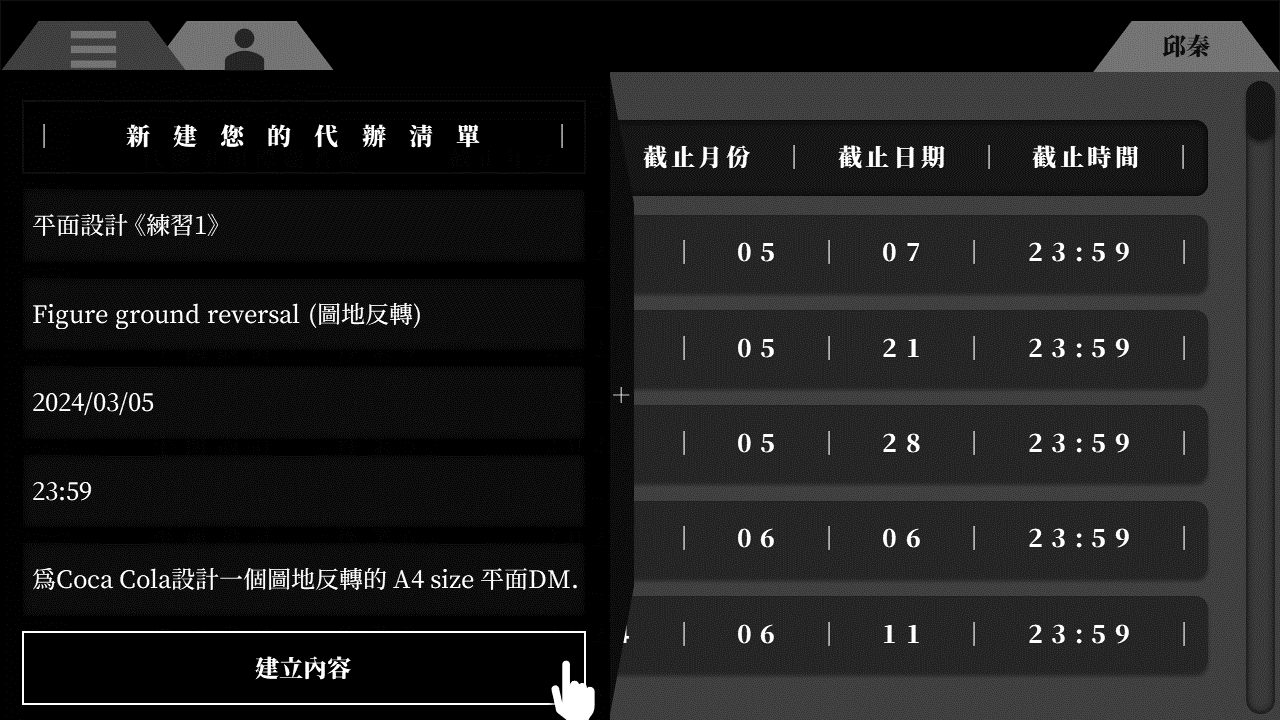 邱秦
| 新建您的代辦清單 |
平面設計《練習1》
Figure ground reversal (圖地反轉)
2024/03/05
23:59
爲Coca Cola設計一個圖地反轉的 A4 size 平面DM.
建立內容
+
截止月份 | 截止日期 | 截止時間 |
| 05 | 07 | 23:59 |
| 05 | 21 | 23:59 |
| 05 | 28 | 23:59 |
| 06 | 06 | 23:59 |
| 06 | 11 | 23:59 |